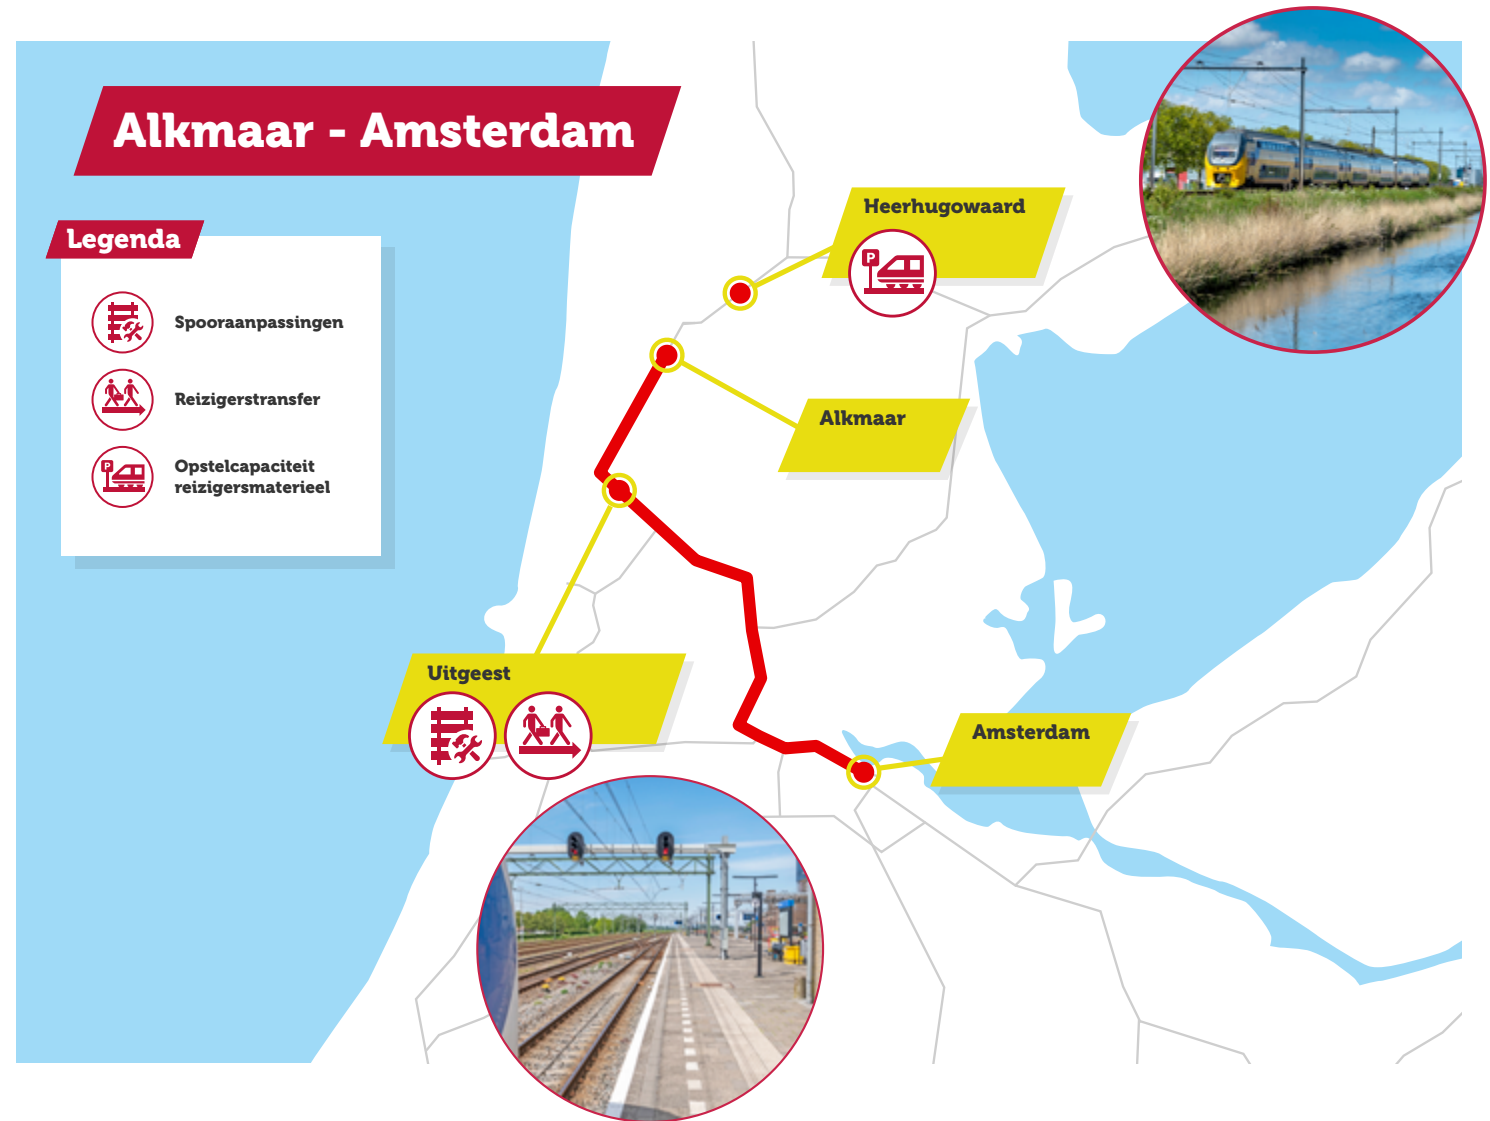 Alkmaar - Amsterdam
Legenda
Spooraanpassingen
Reizigerstransfer
P
Opstelcapaciteit
reizigersmaterieel
Heerhugowaard
P
Alkmaar
Uitgeest
Amsterdam